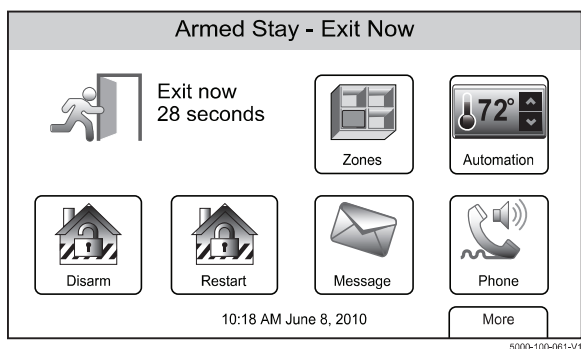 Armed Stay - Exit Now
Exit now
28 seconds
72°
Zones
Automation
Disarm
Restart
Message
Phone
10:18 AM June 8, 2010
More
5000-100-061-V1